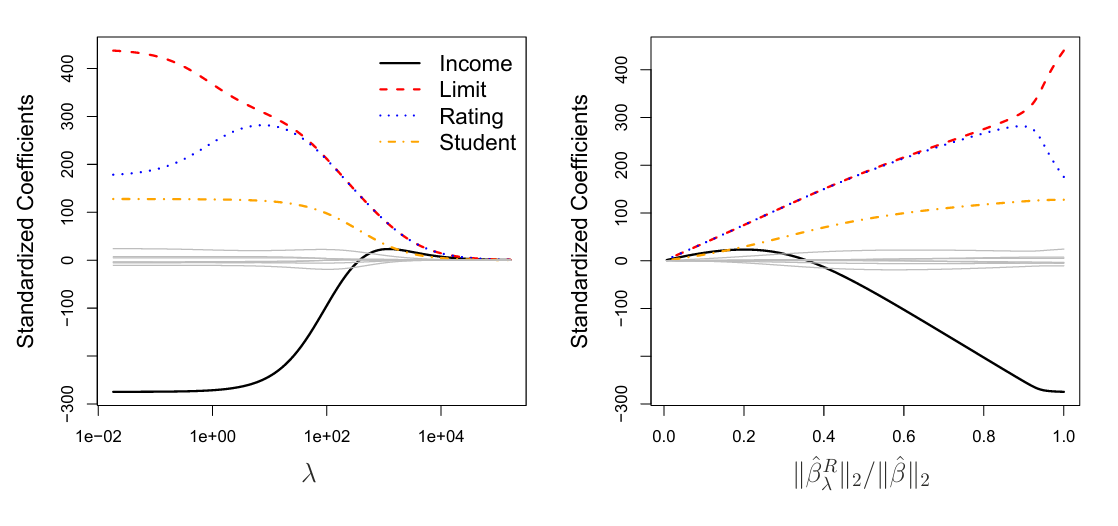 Standardized Coefficients
400
300
200
100
0
−100
−300
Income
Limit
Rating
Student
1e−02
1e+00
1e+02
1e+04
λ
Standardized Coefficients
400
300
200
100
0
−100
−300
0.0
0.2
0.4
0.6
0.8
1.0
‖β̂λᴿ‖₂/‖β̂‖₂